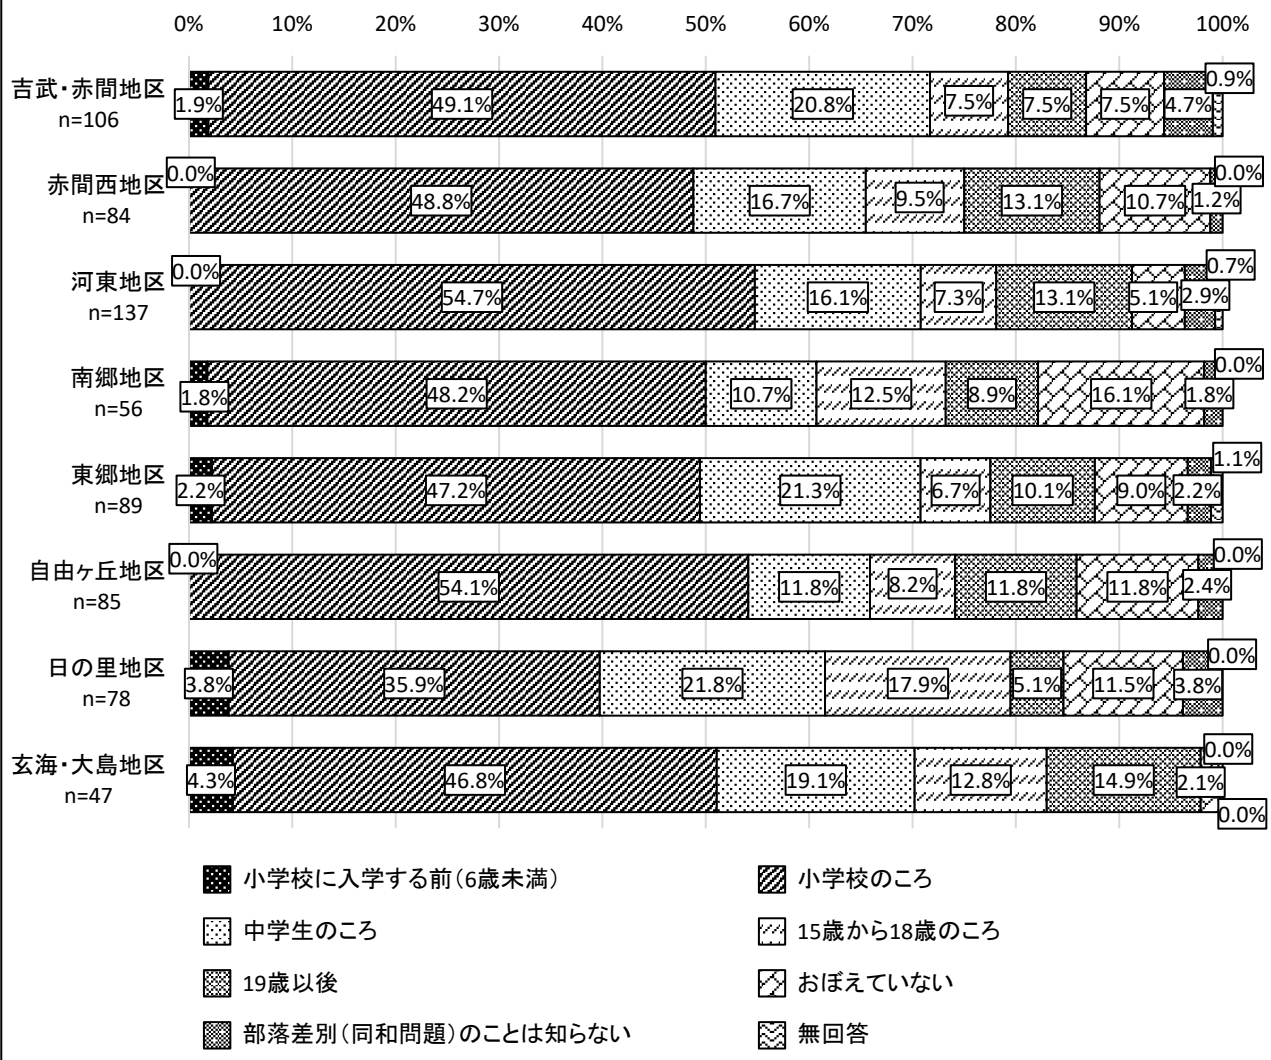 0% 10% 20% 30% 40% 50% 60% 70% 80% 90% 100%
吉武・赤間地区
n=106
1.9% 49.1% 20.8% 7.5% 7.5% 7.5% 4.7% 0.9%
赤間西地区
n=84
0.0% 48.8% 16.7% 9.5% 13.1% 10.7% 1.2% 0.0%
河東地区
n=137
0.0% 54.7% 16.1% 7.3% 13.1% 5.1% 2.9% 0.7%
南郷地区
n=56
1.8% 48.2% 10.7% 12.5% 8.9% 16.1% 1.8% 0.0%
東郷地区
n=89
2.2% 47.2% 21.3% 6.7% 10.1% 9.0% 2.2% 1.1%
自由ヶ丘地区
n=85
0.0% 54.1% 11.8% 8.2% 11.8% 11.8% 2.4% 0.0%
日の里地区
n=78
3.8% 35.9% 21.8% 17.9% 5.1% 11.5% 3.8% 0.0%
玄海・大島地区
n=47
4.3% 46.8% 19.1% 12.8% 14.9% 2.1% 0.0% 0.0%
小学校に入学する前（6歳未満） 小学校のころ
中学生のころ 15歳から18歳のころ
19歳以後 おぼえていない
部落差別（同和問題）のことは知らない 無回答